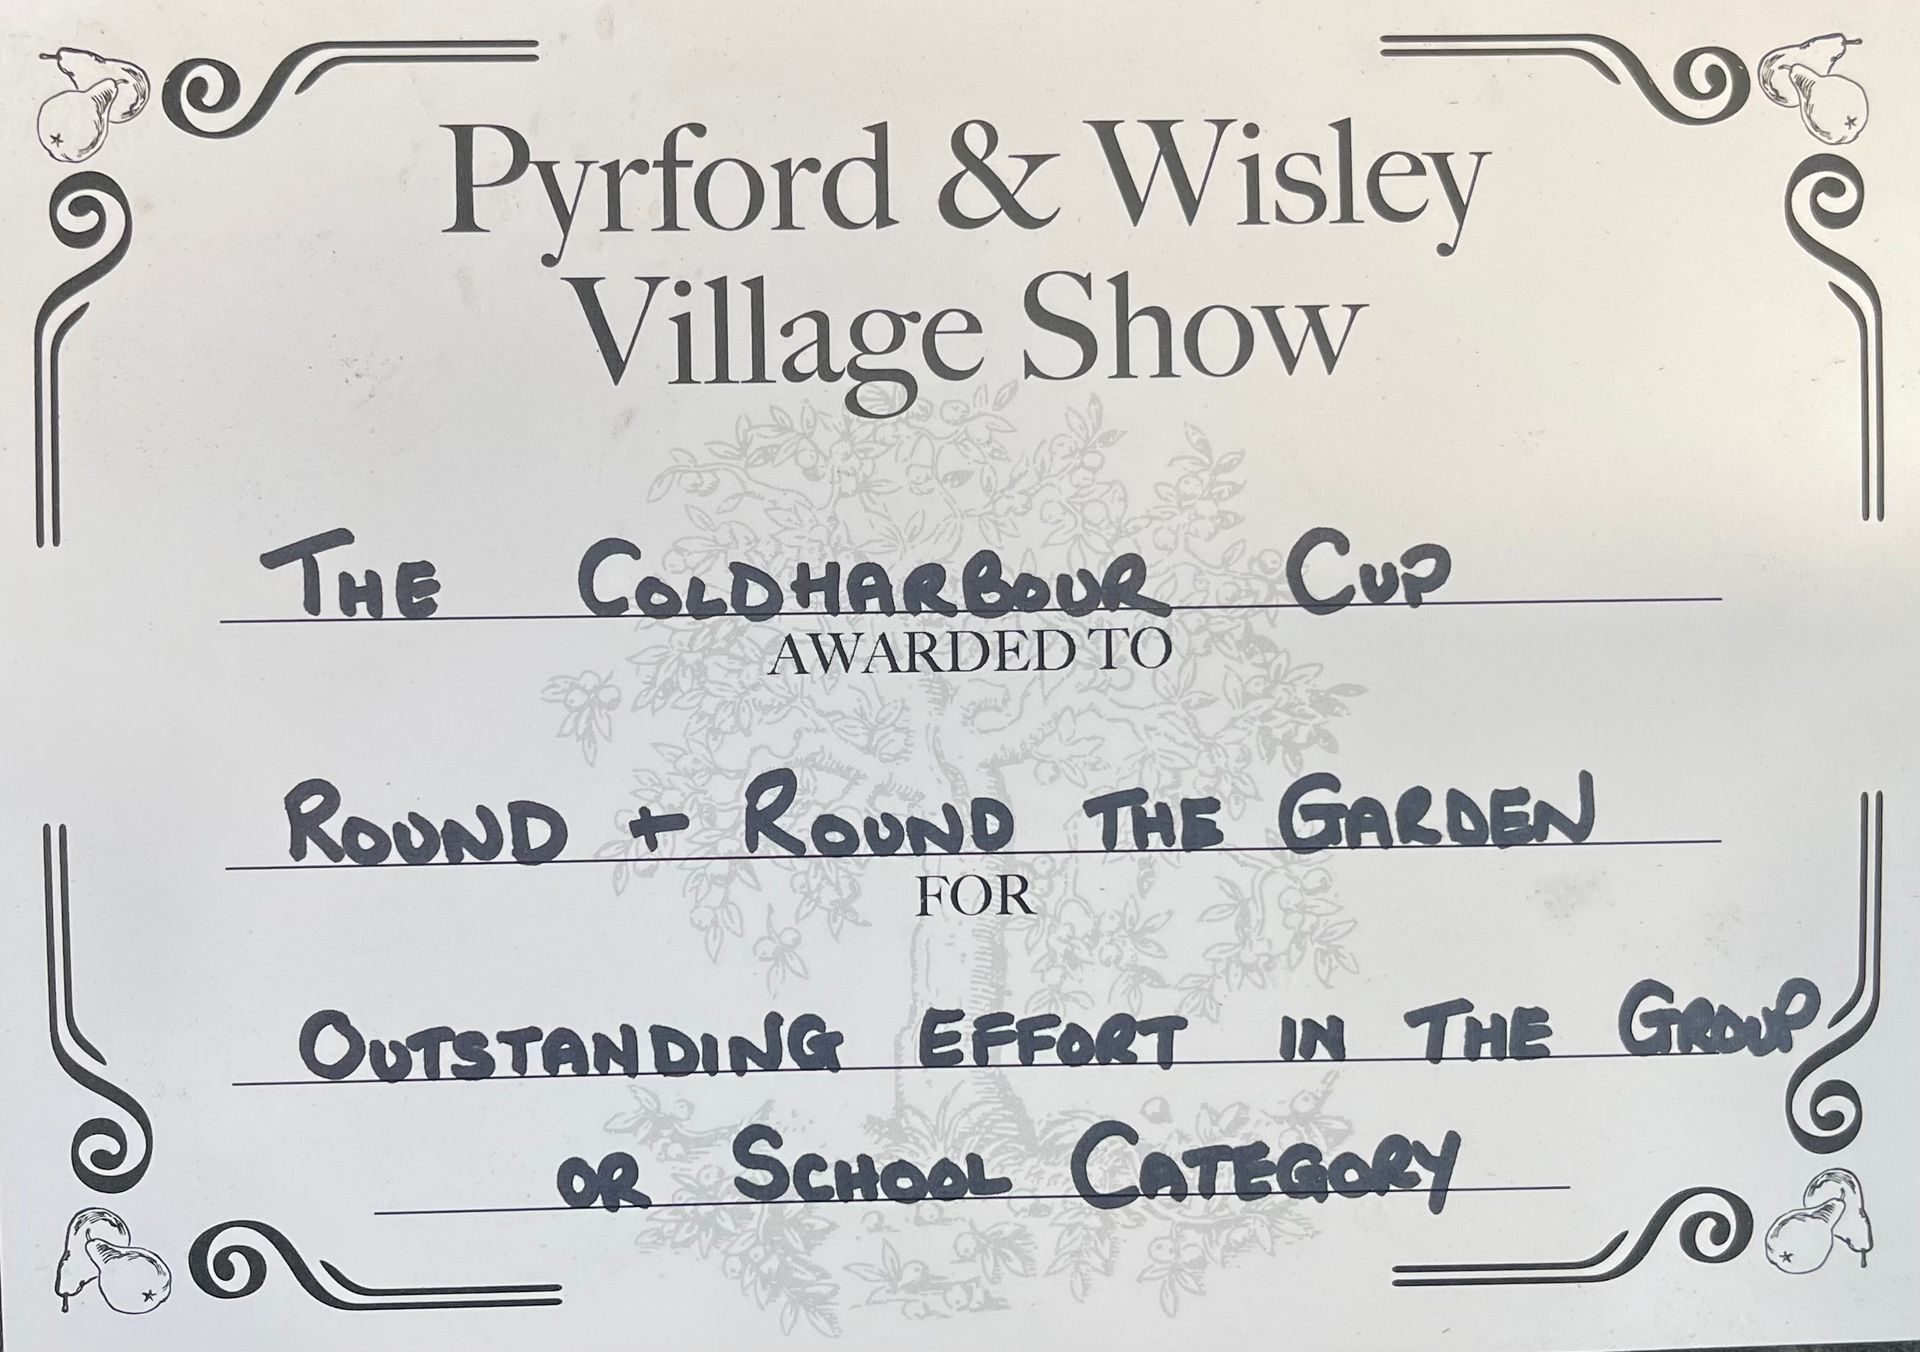 Pyrford & Wisley
Village Show
THE COLDHARBOUR CUP
AWARDED TO
ROUND + ROUND THE GARDEN
FOR
OUTSTANDING EFFORT IN THE GROUP
OR SCHOOL CATEGORY